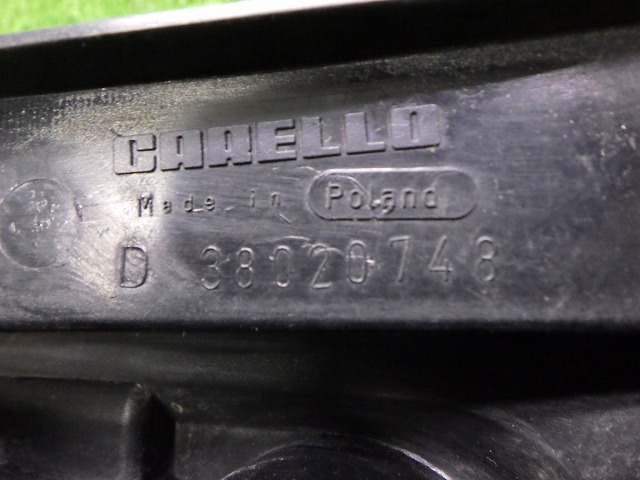 CARELLO
Made in Poland
D 38020748